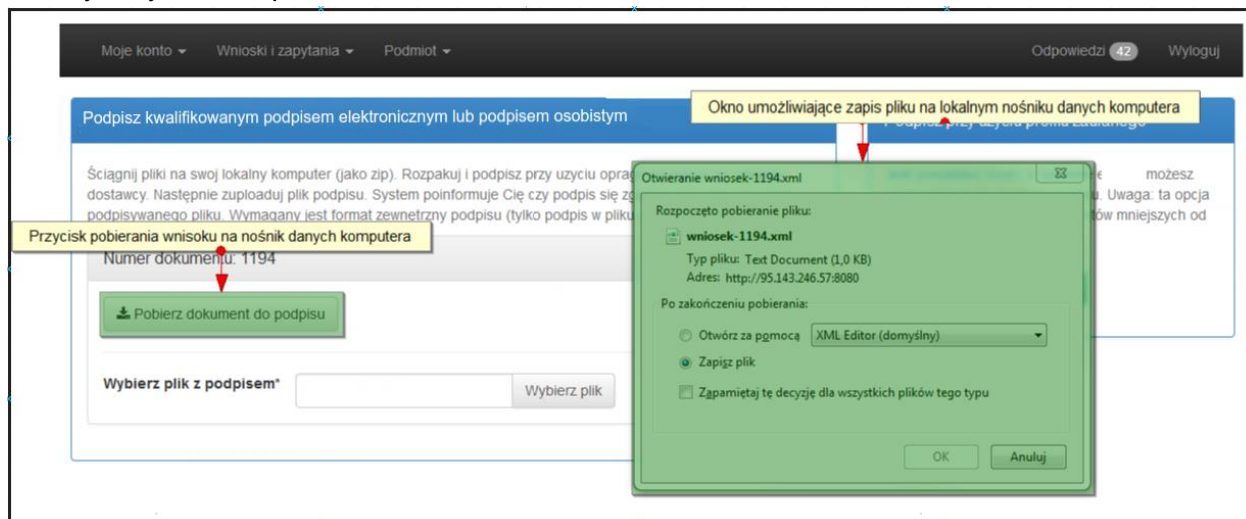 Moje konto Wnioski i zapytania Podmiot Odpowiedzi 42 Wyloguj
Podpisz kwalifikowanym podpisem elektronicznym lub podpisem osobistym
Okno umożliwiające zapis pliku na lokalnym nośniku danych komputera
Ściągnij pliki na swoj lokalny komputer (jako zip). Rozpakuj i podpisz przy uzyciu
dostawcy. Następnie zuploaduj plik podpisu. System poinformuje Cię czy podpis się
podpisywanego pliku. Wymagany jest format zewnętrzny podpisu (tylko podpis w
możesz
Uwaga: ta opcja
mniejszych od
Przycisk pobierania wnisoku na nośnik danych komputera
Numer dokumentu: 1194
Pobierz dokument do podpisu
Wybierz plik z podpisem*
Wybierz plik
Otwieranie wniosek-1194.xml
Rozpoczęto pobieranie pliku:
wniosek-1194.xml
Typ pliku: Text Document (1,0 KB)
Adres: http://95.143.246.57:8080
Po zakończeniu pobierania:
Otwórz za pomocą XML Editor (domyślny)
Zapisz plik
Zapamiętaj tę decyzję dla wszystkich plików tego typu
OK Anuluj